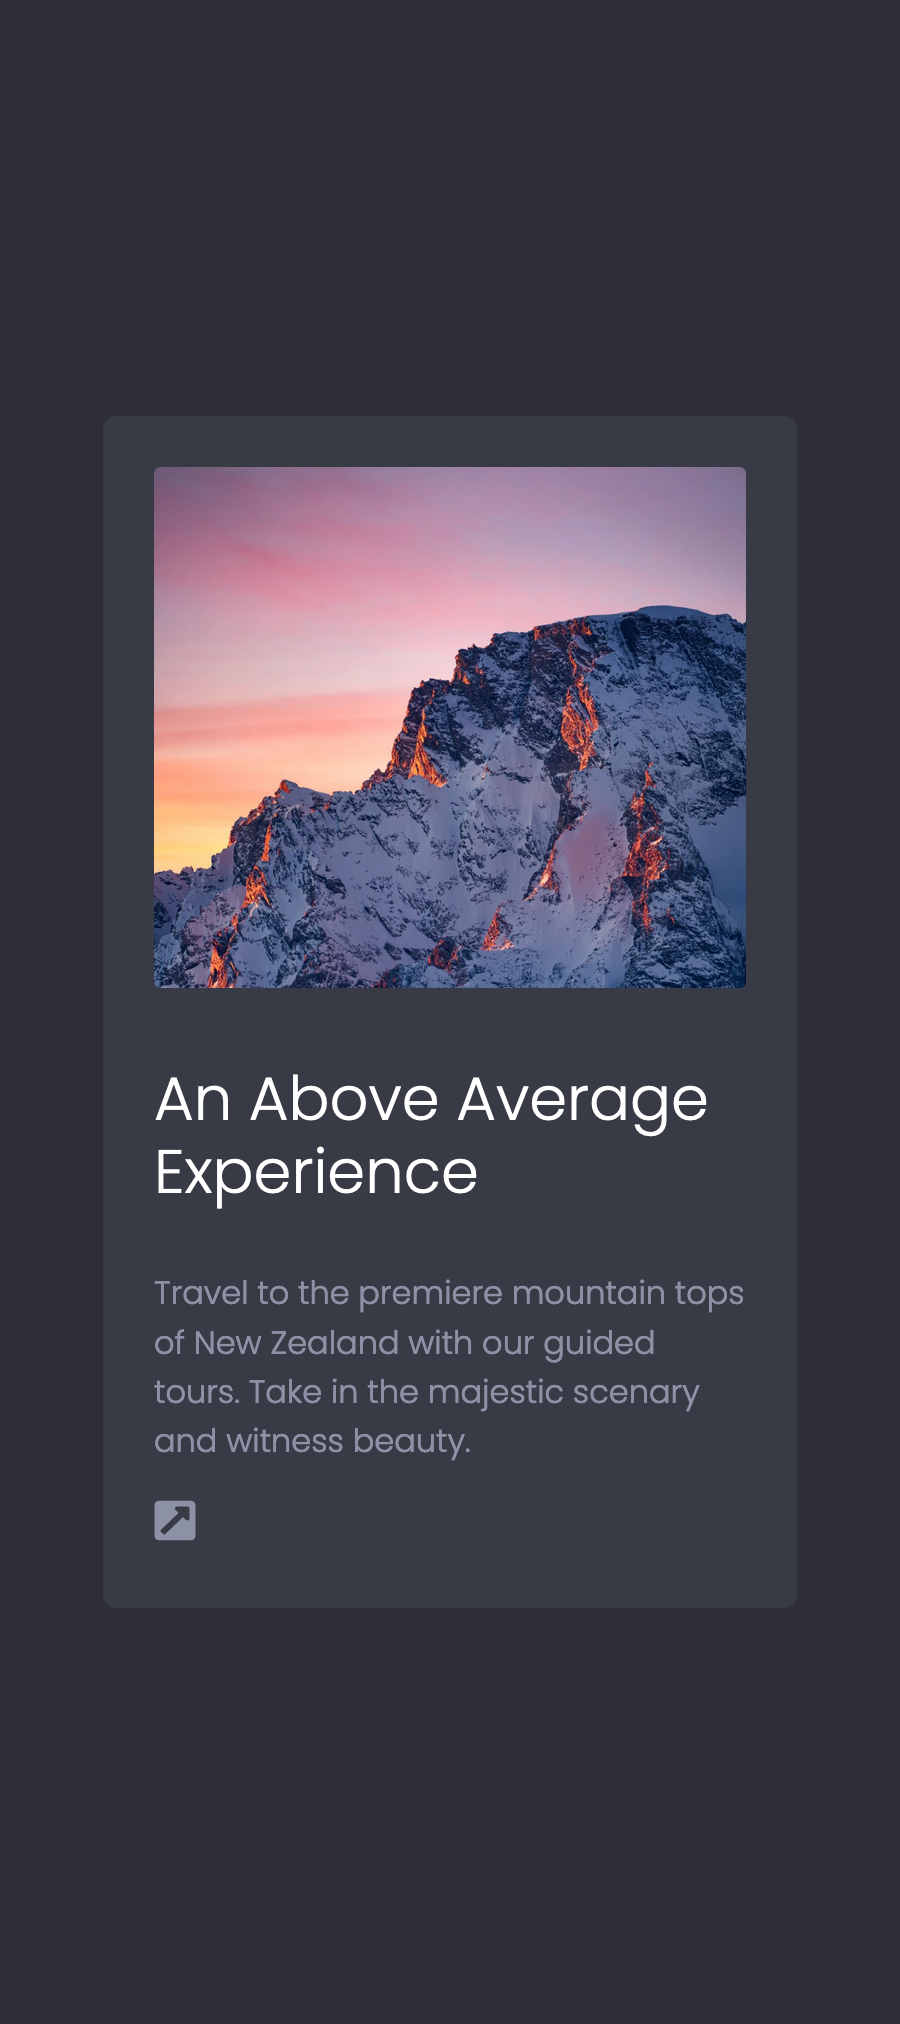 An Above Average
Experience
Travel to the premiere mountain tops
of New Zealand with our guided
tours. Take in the majestic scenary
and witness beauty.